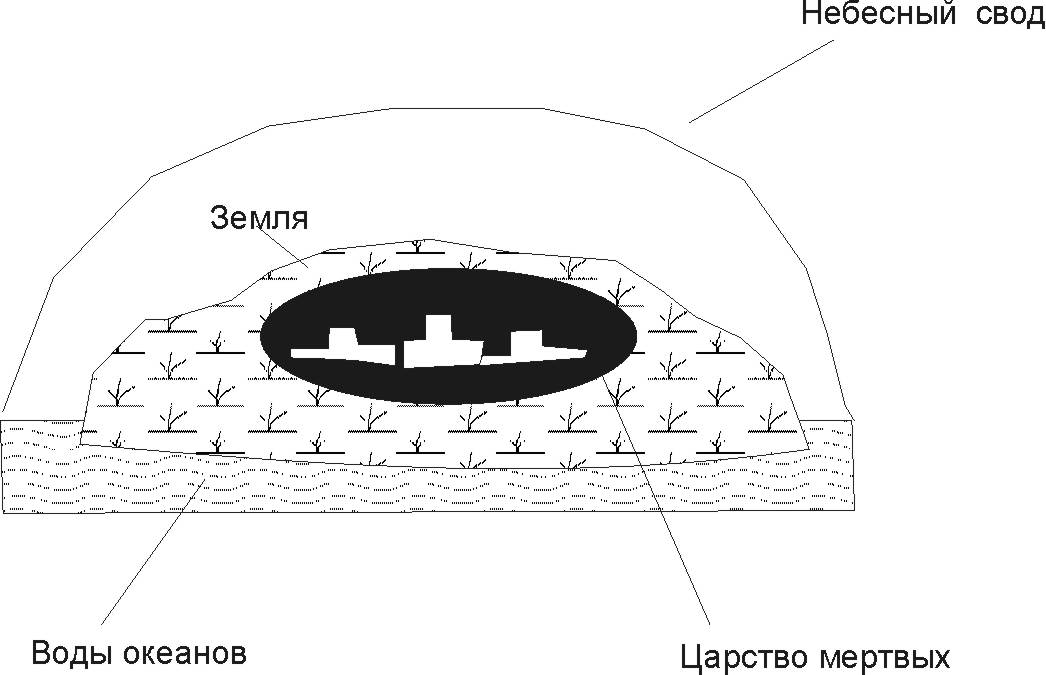 Небесный свод
Земля
Воды океанов
Царство мертвых